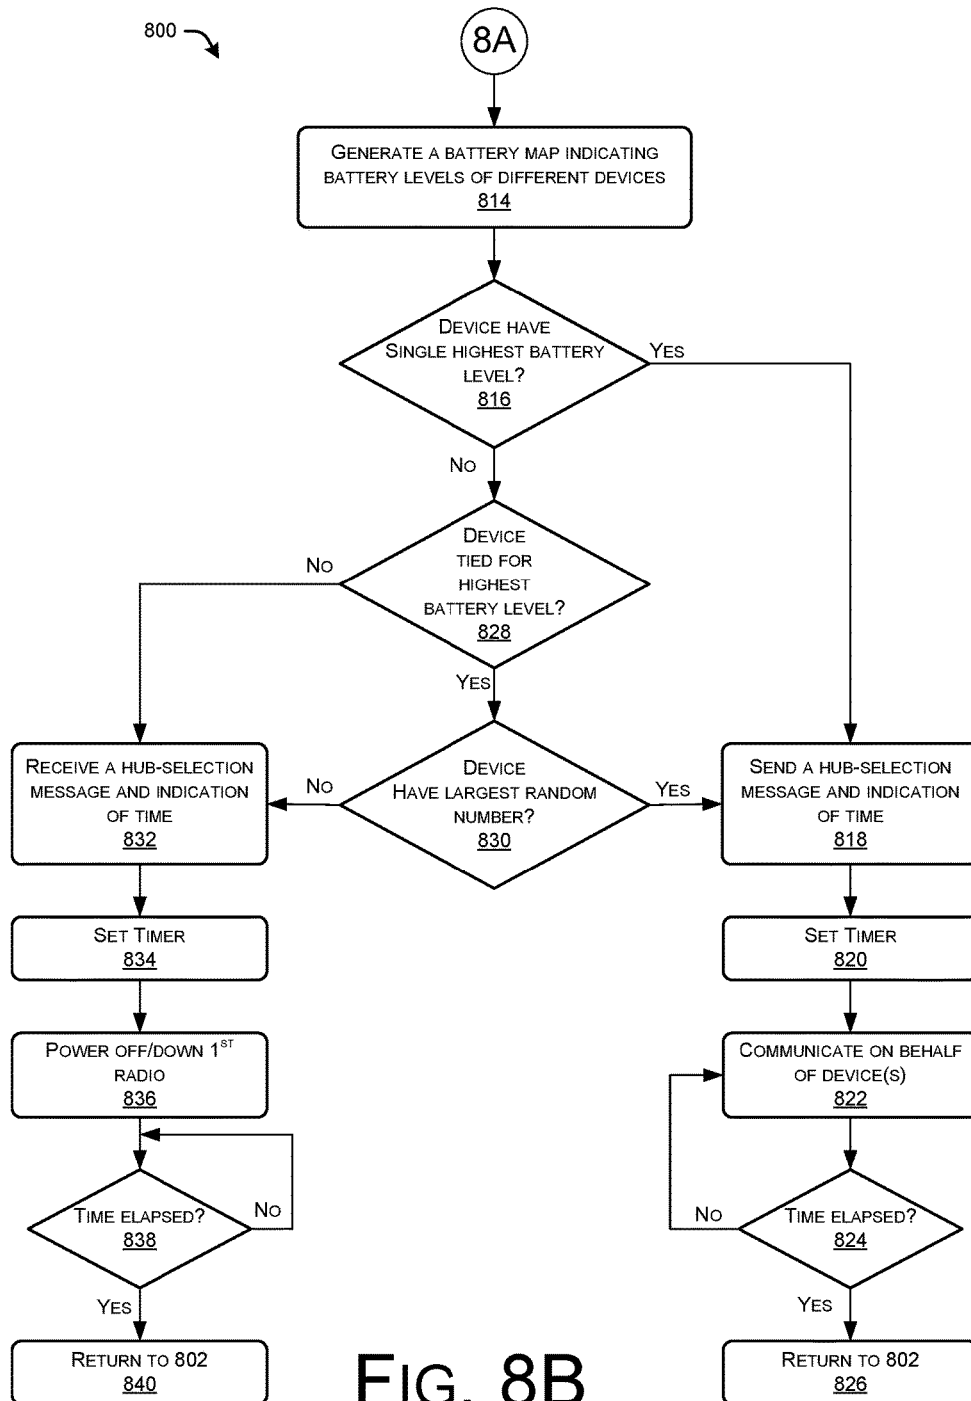 800
8A
GENERATE A BATTERY MAP INDICATING
BATTERY LEVELS OF DIFFERENT DEVICES
814
DEVICE HAVE
SINGLE HIGHEST BATTERY
LEVEL?
816
YES
NO
DEVICE
TIED FOR
HIGHEST
BATTERY LEVEL?
828
NO
YES
RECEIVE A HUB-SELECTION
MESSAGE AND INDICATION
OF TIME
832
NO
DEVICE
HAVE LARGEST RANDOM
NUMBER?
830
YES
SEND A HUB-SELECTION
MESSAGE AND INDICATION
OF TIME
818
SET TIMER
834
SET TIMER
820
POWER OFF/DOWN 1ST
RADIO
836
COMMUNICATE ON BEHALF
OF DEVICE(S)
822
TIME ELAPSED?
838
NO
NO
TIME ELAPSED?
824
YES
YES
RETURN TO 802
840
RETURN TO 802
826
FIG. 8B